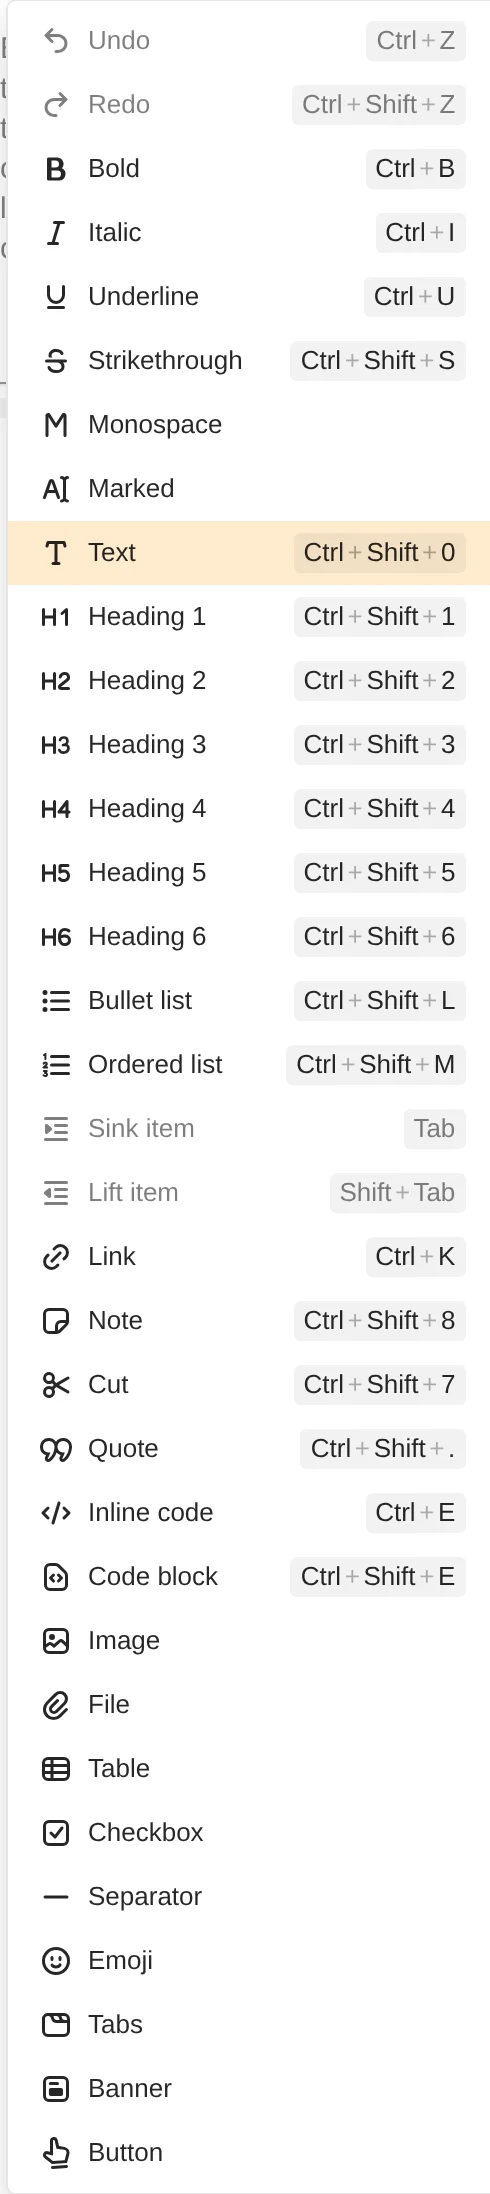 Undo Ctrl+Z
Redo Ctrl+Shift+Z
B Bold Ctrl+B
I Italic Ctrl+I
U Underline Ctrl+U
S Strikethrough Ctrl+Shift+S
M Monospace
A Marked
T Text Ctrl+Shift+0
H1 Heading 1 Ctrl+Shift+1
H2 Heading 2 Ctrl+Shift+2
H3 Heading 3 Ctrl+Shift+3
H4 Heading 4 Ctrl+Shift+4
H5 Heading 5 Ctrl+Shift+5
H6 Heading 6 Ctrl+Shift+6
Bullet list Ctrl+Shift+L
Ordered list Ctrl+Shift+M
Sink item Tab
Lift item Shift+Tab
Link Ctrl+K
Note Ctrl+Shift+8
Cut Ctrl+Shift+7
Quote Ctrl+Shift+.
</> Inline code Ctrl+E
Code block Ctrl+Shift+E
Image
File
Table
Checkbox
Separator
Emoji
Tabs
Banner
Button